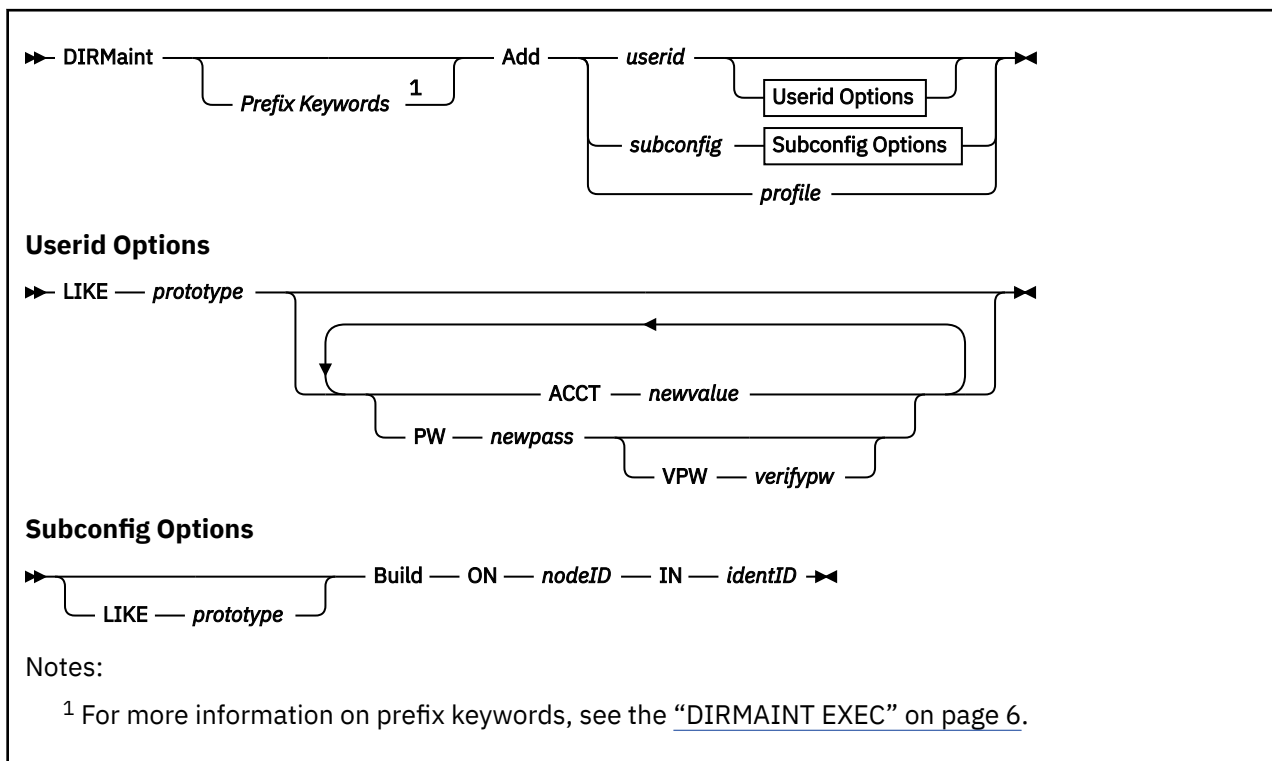 DIRMaint Prefix Keywords 1 Add userid Userid Options
subconfig Subconfig Options
profile
Userid Options
LIKE prototype
ACCT newvalue
PW newpass
VPW verifypw
Subconfig Options
Build ON nodeID IN identID
LIKE prototype
Notes:
1 For more information on prefix keywords, see the “DIRMAINT EXEC” on page 6.